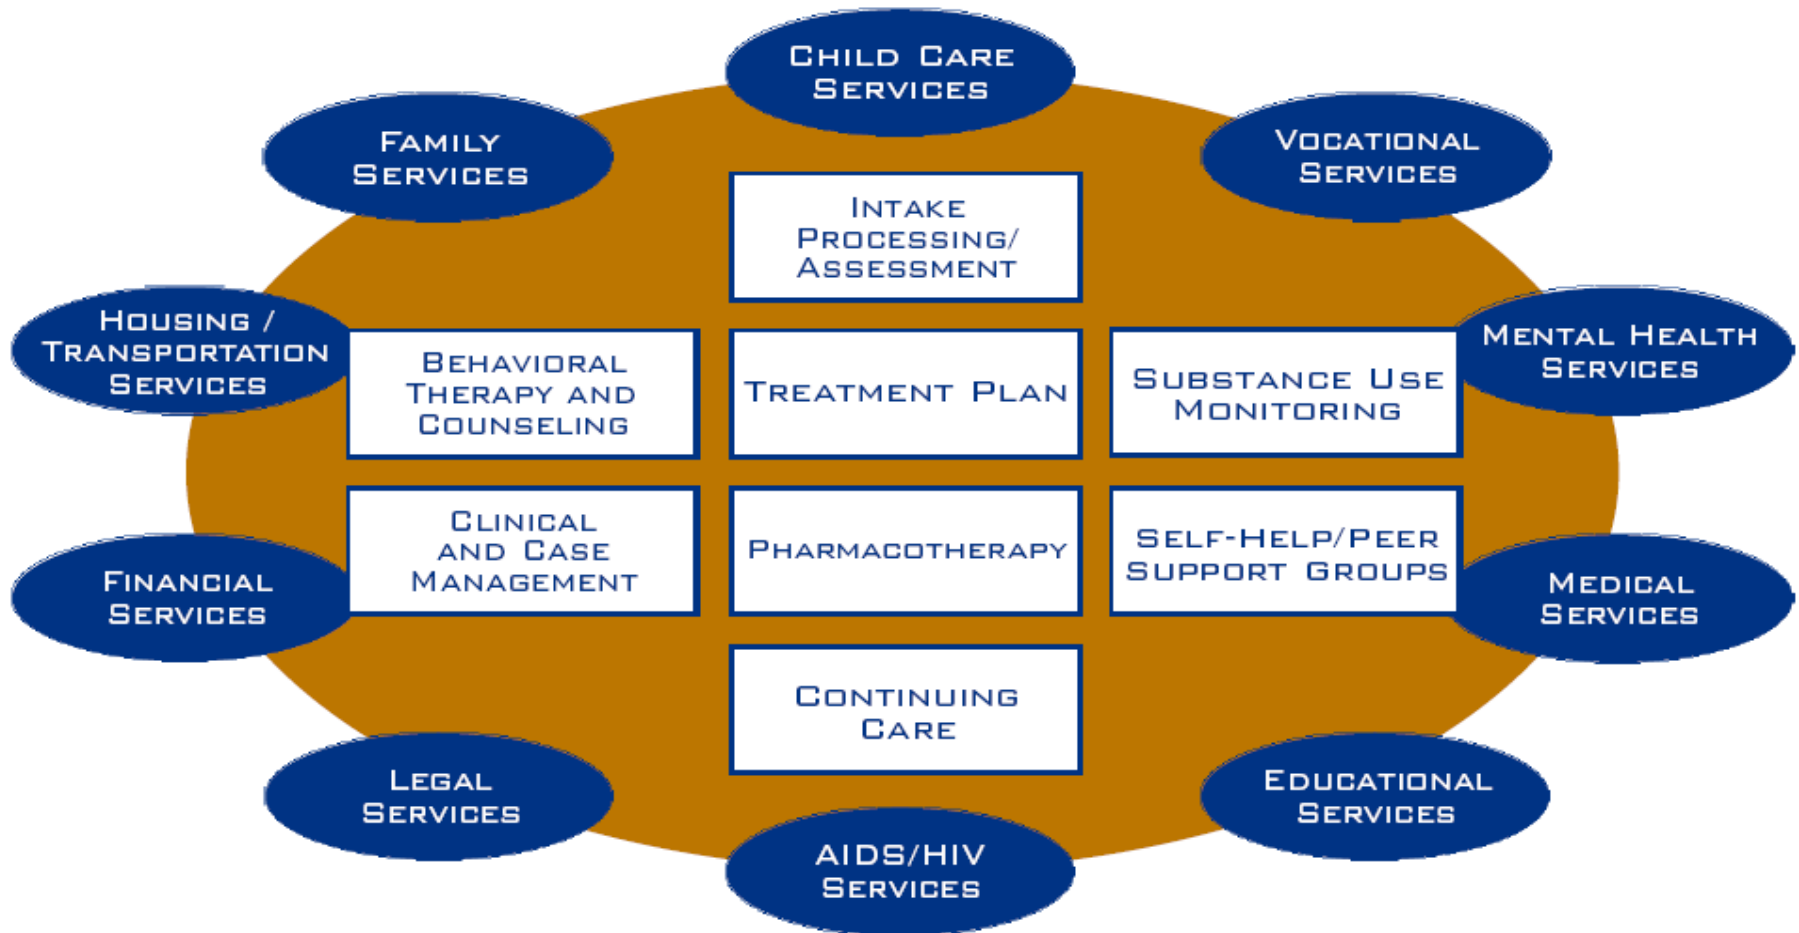 Child Care
Services
Family
Services
Vocational
Services
Intake
Processing/
Assessment
Housing /
Transportation
Services
Mental Health
Services
Behavioral
Therapy and
Counseling
Treatment Plan
Substance Use
Monitoring
Clinical
and Case
Management
Pharmacotherapy
Self-Help/Peer
Support Groups
Financial
Services
Medical
Services
Continuing
Care
Legal
Services
Educational
Services
AIDS/HIV
Services